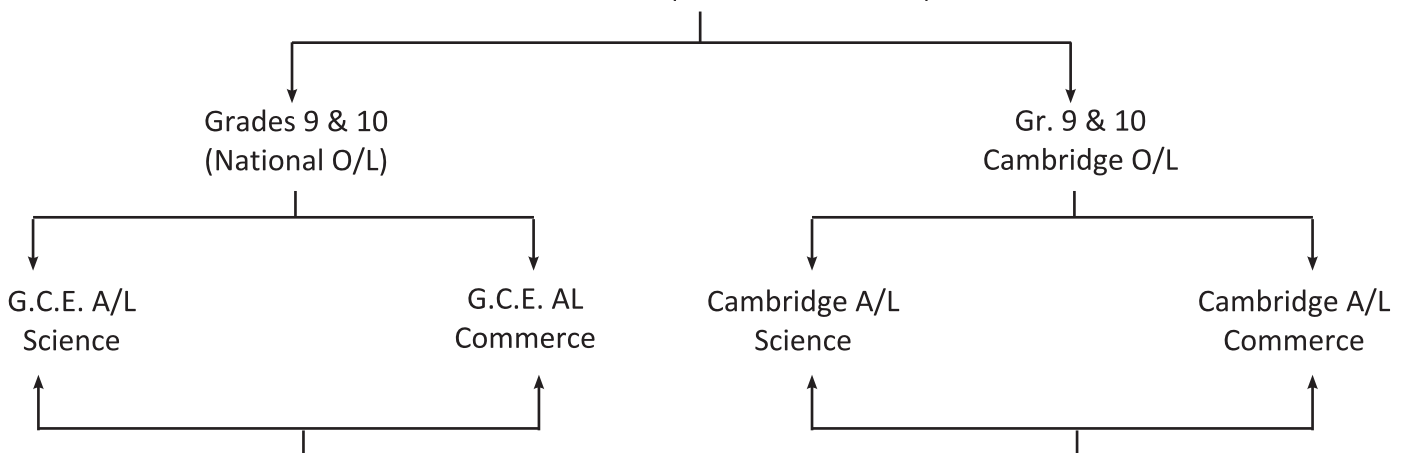 Grades 9 & 10
(National O/L)
Gr. 9 & 10
Cambridge O/L
G.C.E. A/L
Science
G.C.E. AL
Commerce
Cambridge A/L
Science
Cambridge A/L
Commerce